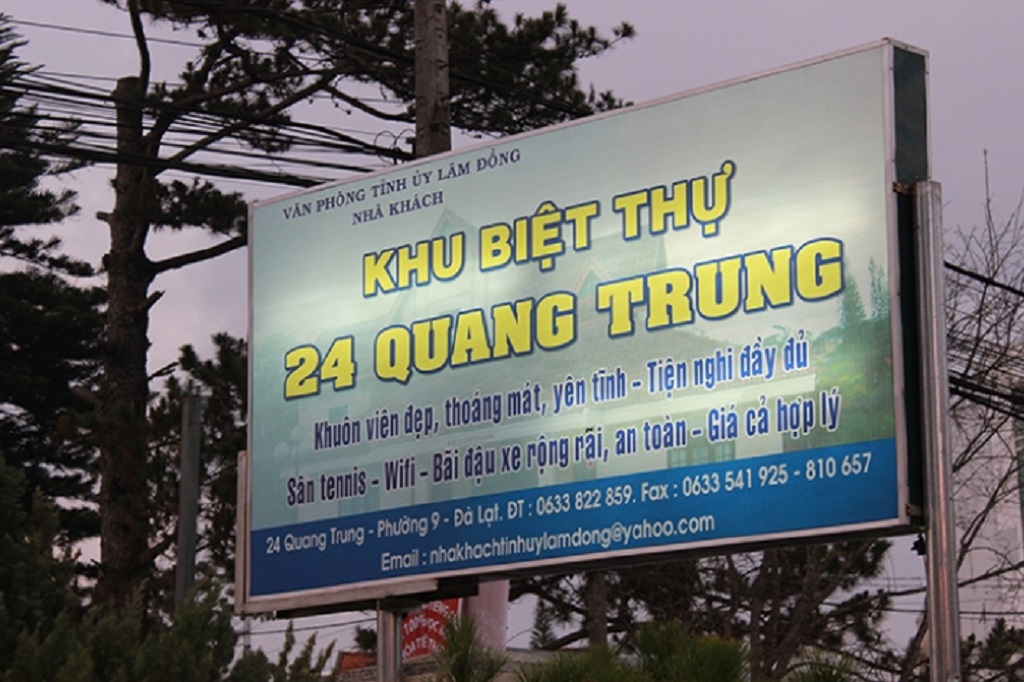 VĂN PHÒNG TỈNH ỦY LÂM ĐỒNG
NHÀ KHÁCH
KHU BIỆT THỰ
24 QUANG TRUNG
Khuôn viên đẹp, thoáng mát, yên tĩnh - Tiện nghi đầy đủ
Sân tennis - Wifi - Bãi đậu xe rộng rãi, an toàn - Giá cả hợp lý
24 Quang Trung - Phường 9 - Đà Lạt. ĐT : 0633 822 859. Fax : 0633 541 925 - 810 657
Email : nhakhachtinhuylamdong@yahoo.com